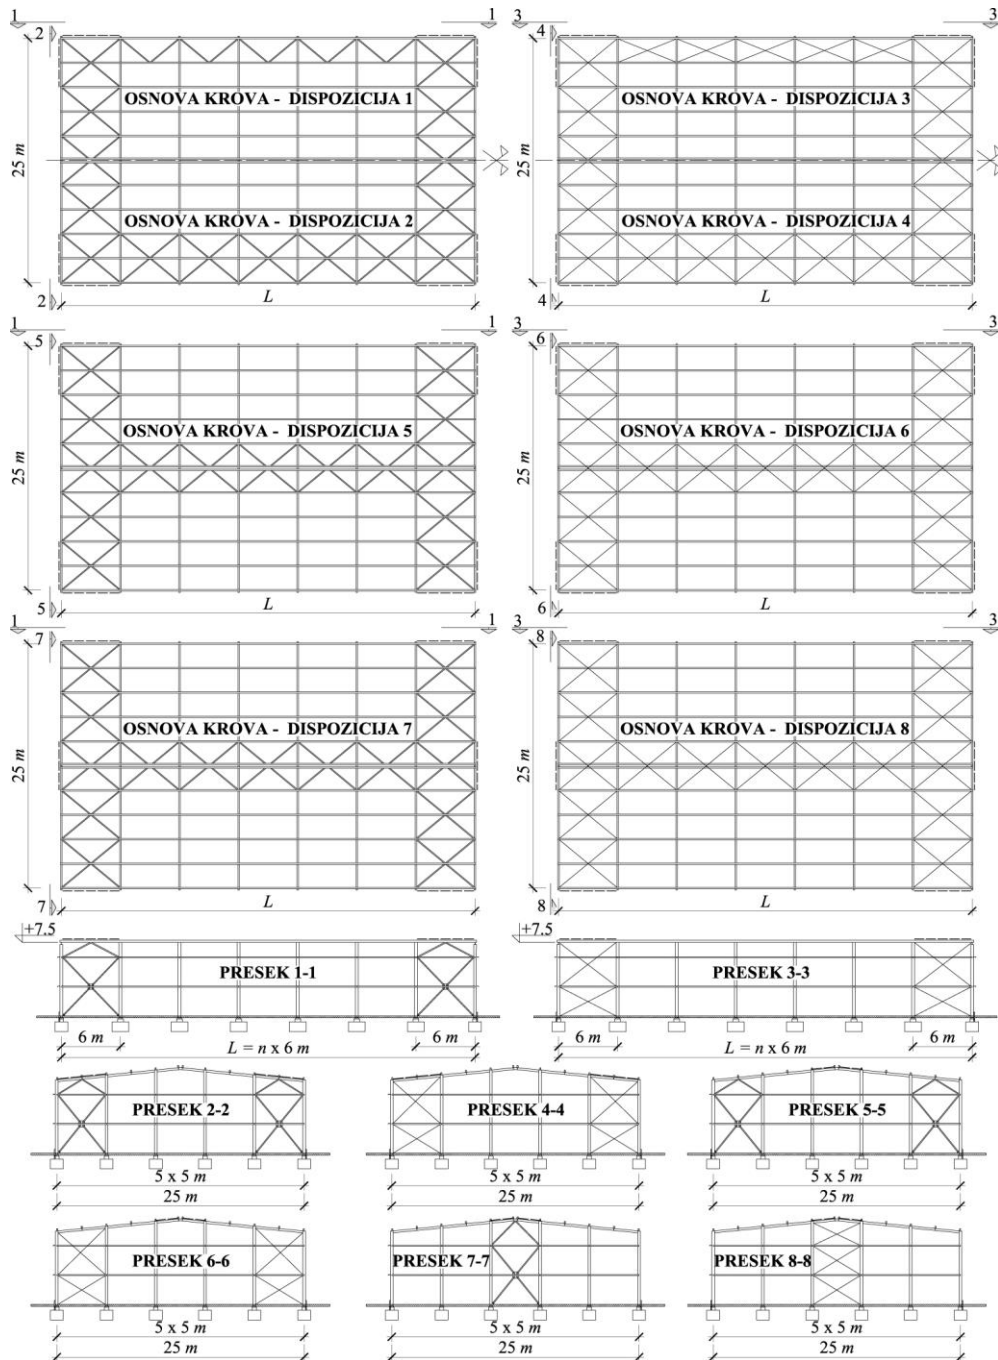 1 1 3 3
2 4
OSNOVA KROVA - DISPOZICIJA 1 OSNOVA KROVA - DISPOZICIJA 3
25 m 25 m
OSNOVA KROVA - DISPOZICIJA 2 OSNOVA KROVA - DISPOZICIJA 4
2 L 4 L
1 1 3 3
5 6
OSNOVA KROVA - DISPOZICIJA 5 OSNOVA KROVA - DISPOZICIJA 6
25 m 25 m
5 L 6 L
1 1 3 3
7 8
OSNOVA KROVA - DISPOZICIJA 7 OSNOVA KROVA - DISPOZICIJA 8
25 m 25 m
7 L 8 L
+7.5 +7.5
PRESEK 1-1 PRESEK 3-3
6 m 6 m 6 m 6 m
L = n x 6 m L = n x 6 m
PRESEK 2-2 PRESEK 4-4 PRESEK 5-5
5 x 5 m 5 x 5 m 5 x 5 m
25 m 25 m 25 m
PRESEK 6-6 PRESEK 7-7 PRESEK 8-8
5 x 5 m 5 x 5 m 5 x 5 m
25 m 25 m 25 m